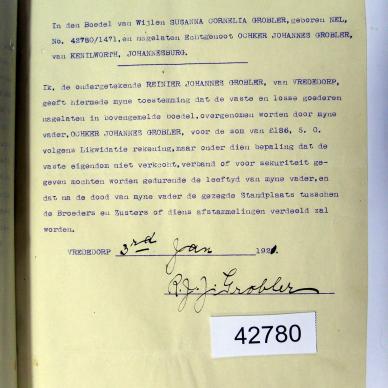 In den Boedel van Wijlen SUSANNA CORNELIA GROBLER, geboren NEL,
No. 42780/1471, en nagelaten Echtgenoot OCHKER JOHANNES GROBLER,
van KENILWORTH, JOHANNESBURG.
Ik, de ondergetekende REINIER JOHANNES GROBLER, van VREDEDORP,
geeft hiermede myne toestemming dat de vaste en losse goederen
nagelaten in bovengemelde boedel, overgenomen worden door myne
vader, OCHKER JOHANNES GROBLER, voor de som van £186, 5. 0.
volgens Likwidatie rekening, maar onder dien bepaling dat de
vaste eigendom niet verkocht, verband of voor sekuriteit ge-
geven mochten worden gedurende de leeftyd van myne vader, en
dat na de dood van myne vader de gezegde Standplaats tusschen
de Broeders en Zusters of diens afstammelingen verdeeld zal
worden.
VREDEDORP 3rd Jan 1921.
R.J.J. Grobler
42780